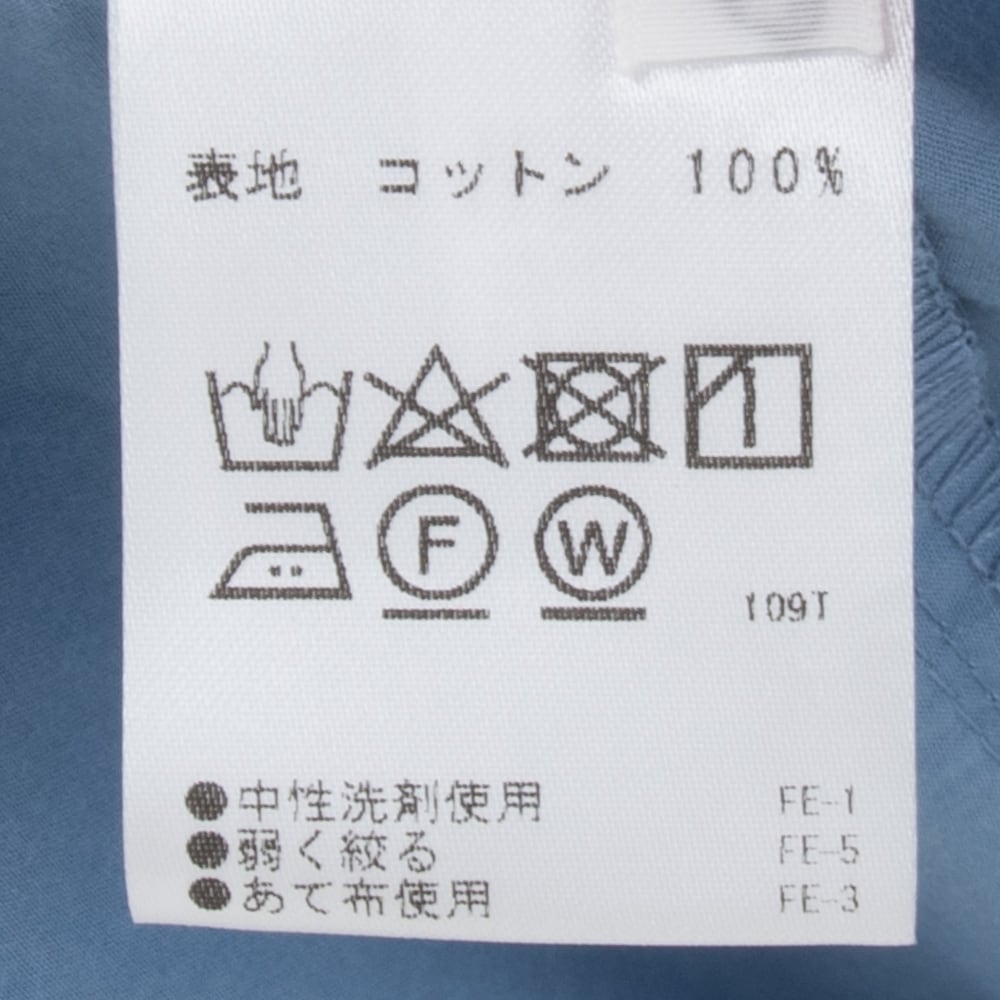 表地 コットン 100%
F W
109T
●中性洗剤使用 FE-1
●弱く絞る FE-5
●あて布使用 FE-3